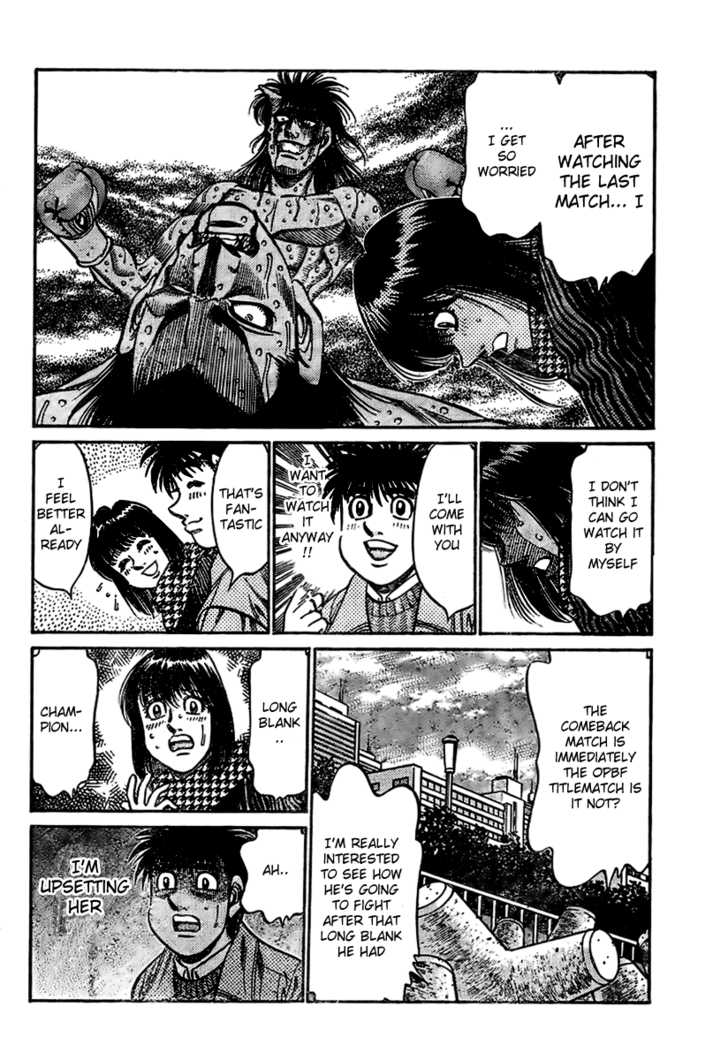 AFTER
WATCHING
THE LAST
MATCH... I
...
I GET
SO
WORRIED
I DON'T
THINK I
CAN GO
WATCH IT
BY
MYSELF
I'LL
COME
WITH
YOU
I
WANT
TO
WATCH
IT
ANYWAY
!!
THAT'S
FAN-
TASTIC
I
FEEL
BETTER
AL-
READY
THE
COMEBACK
MATCH IS
IMMEDIATELY
THE OPBF
TITLEMATCH IS
IT NOT?
I'M REALLY
INTERESTED
TO SEE HOW
HE'S GOING
TO FIGHT
AFTER THAT
LONG BLANK
HE HAD
LONG
BLANK
..
CHAM-
PION...
AH..
I'M
UPSETTING
HER